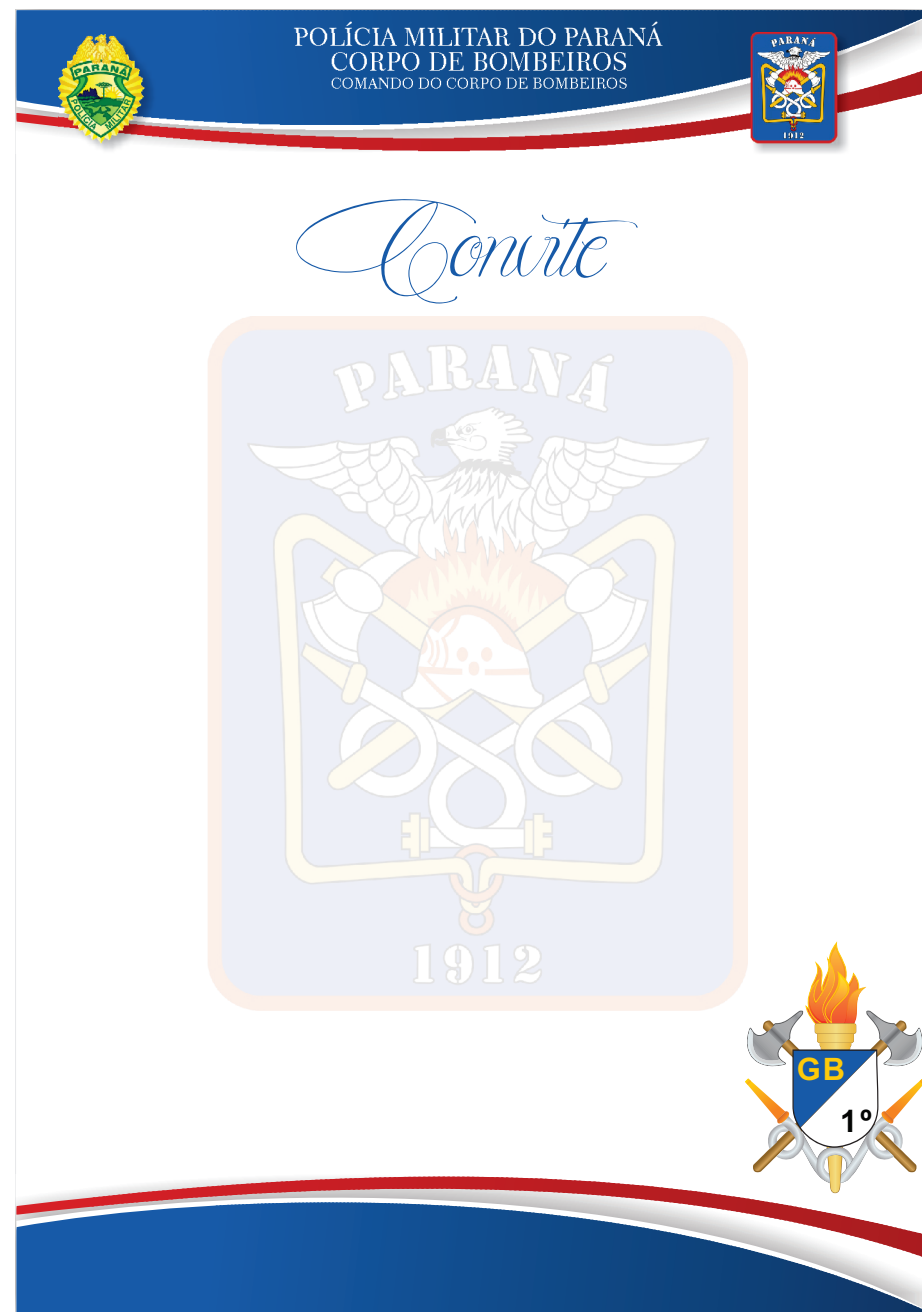 POLÍCIA MILITAR DO PARANÁ
CORPO DE BOMBEIROS
COMANDO DO CORPO DE BOMBEIROS
PARANÁ
POLÍCIA MILITAR
PARANÁ
1912
Convite
PARANÁ
1912
GB
1º